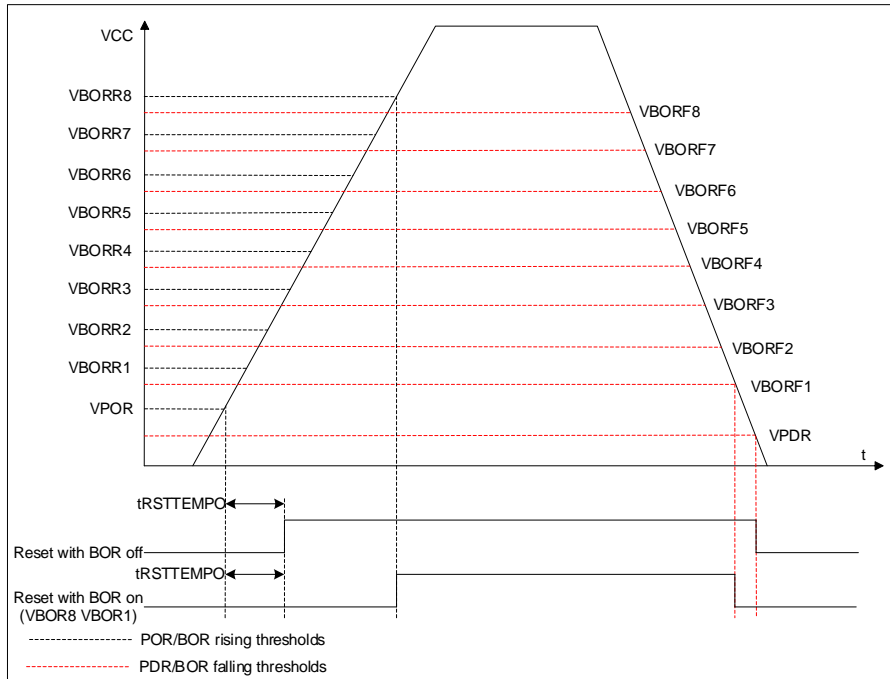 VCC
VBORR8
VBORF8
VBORR7
VBORF7
VBORR6
VBORF6
VBORR5
VBORF5
VBORR4
VBORF4
VBORR3
VBORF3
VBORR2
VBORF2
VBORR1
VBORF1
VPOR
VPDR
t
tRSTTEMPO
Reset with BOR off
tRSTTEMPO
Reset with BOR on
(VBOR8 VBOR1)
POR/BOR rising thresholds
PDR/BOR falling thresholds